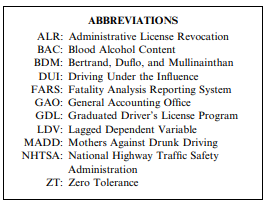 ABBREVIATIONS
ALR: Administrative License Revocation
BAC: Blood Alcohol Content
BDM: Bertrand, Duflo, and Mullinainthan
DUI: Driving Under the Influence
FARS: Fatality Analysis Reporting System
GAO: General Accounting Office
GDL: Graduated Driver's License Program
LDV: Lagged Dependent Variable
MADD: Mothers Against Drunk Driving
NHTSA: National Highway Traffic Safety
Administration
ZT: Zero Tolerance